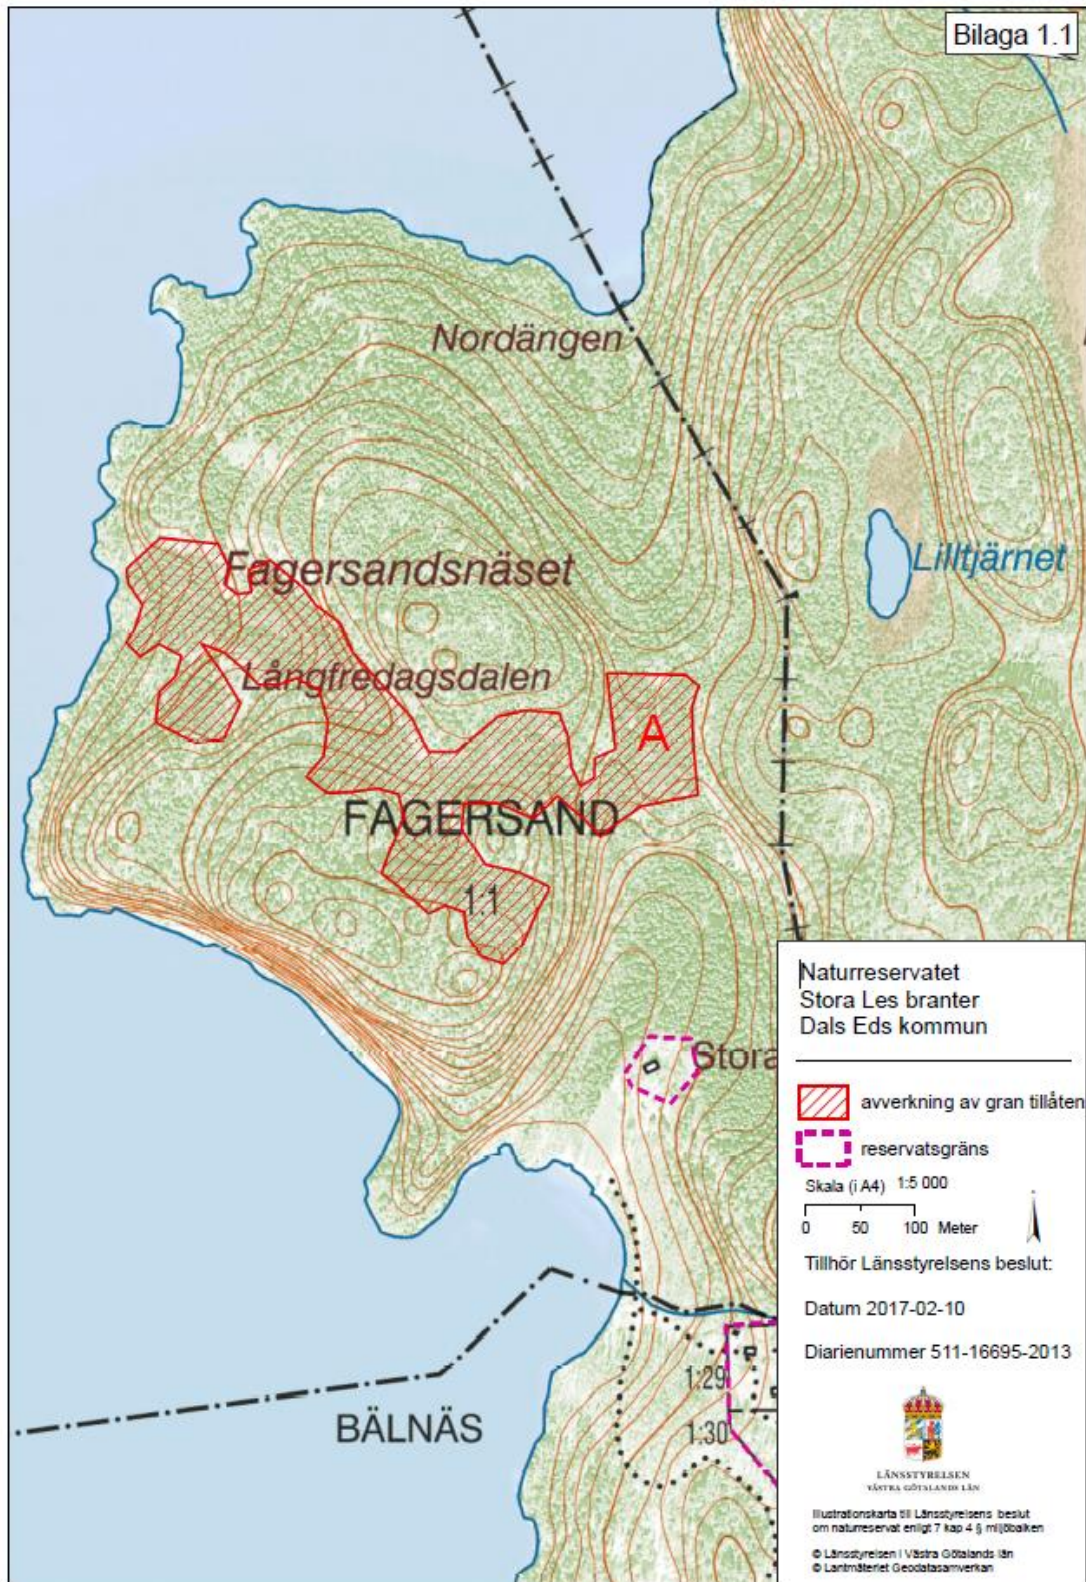 Bilaga 1.1
Nordängen
Fagersandsnäset
Lilltjärnet
Långfredagsdalen
A
FAGERSAND
1:1
Stora
BÄLNÄS
1:29
1:30
Naturreservatet
Stora Les branter
Dals Eds kommun
avverkning av gran tillåten
reservatsgräns
Skala (i A4) 1:5 000
0 50 100 Meter
Tillhör Länsstyrelsens beslut:
Datum 2017-02-10
Diarienummer 511-16695-2013
LÄNSSTYRELSEN
VÄSTRA GÖTALANDS LÄN
Illustrationskarta till Länsstyrelsens beslut
om naturreservat enligt 7 kap 4 § miljöbalken
© Länsstyrelsen i Västra Götalands län
© Lantmäteriet Geodatasamverkan